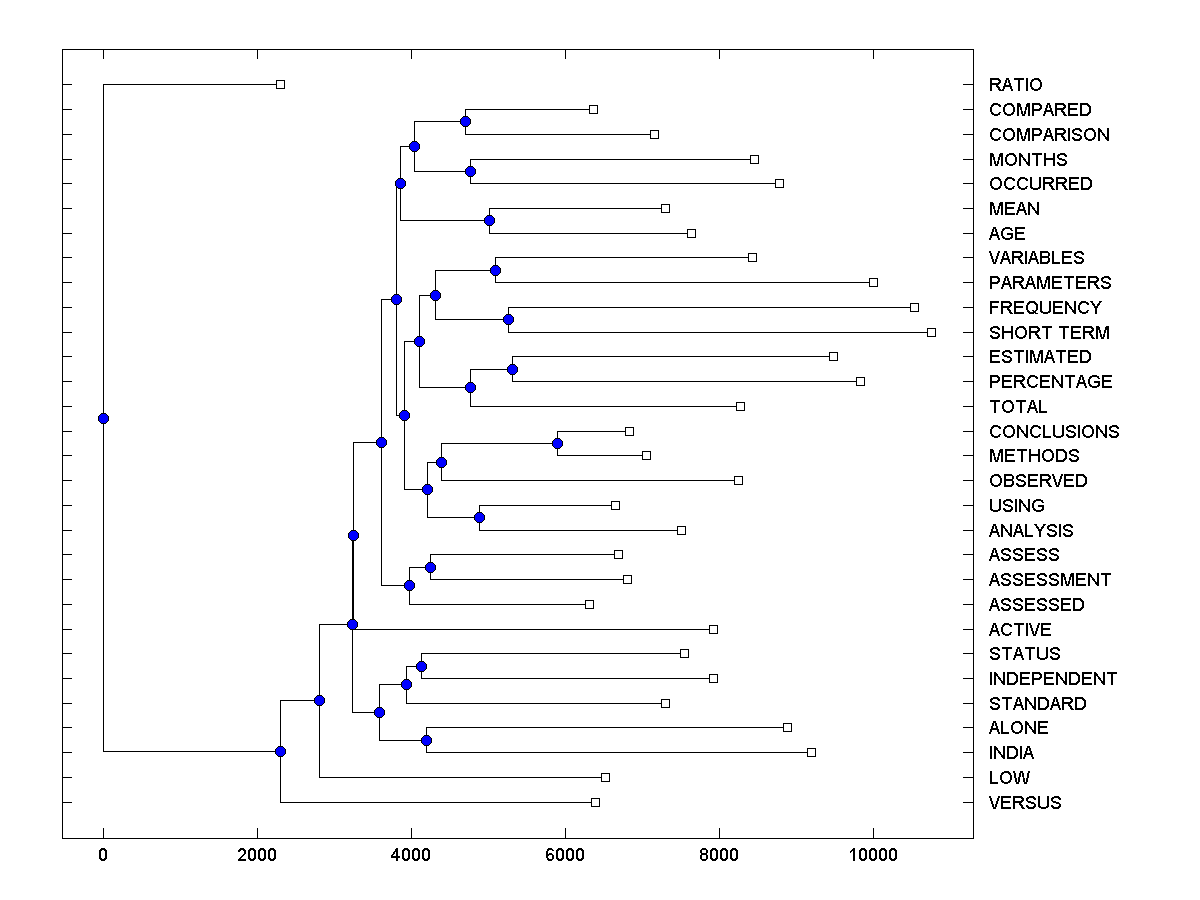 RATIO
COMPARED
COMPARISON
MONTHS
OCCURRED
MEAN
AGE
VARIABLES
PARAMETERS
FREQUENCY
SHORT TERM
ESTIMATED
PERCENTAGE
TOTAL
CONCLUSIONS
METHODS
OBSERVED
USING
ANALYSIS
ASSESS
ASSESSMENT
ASSESSED
ACTIVE
STATUS
INDEPENDENT
STANDARD
ALONE
INDIA
LOW
VERSUS
0 2000 4000 6000 8000 10000